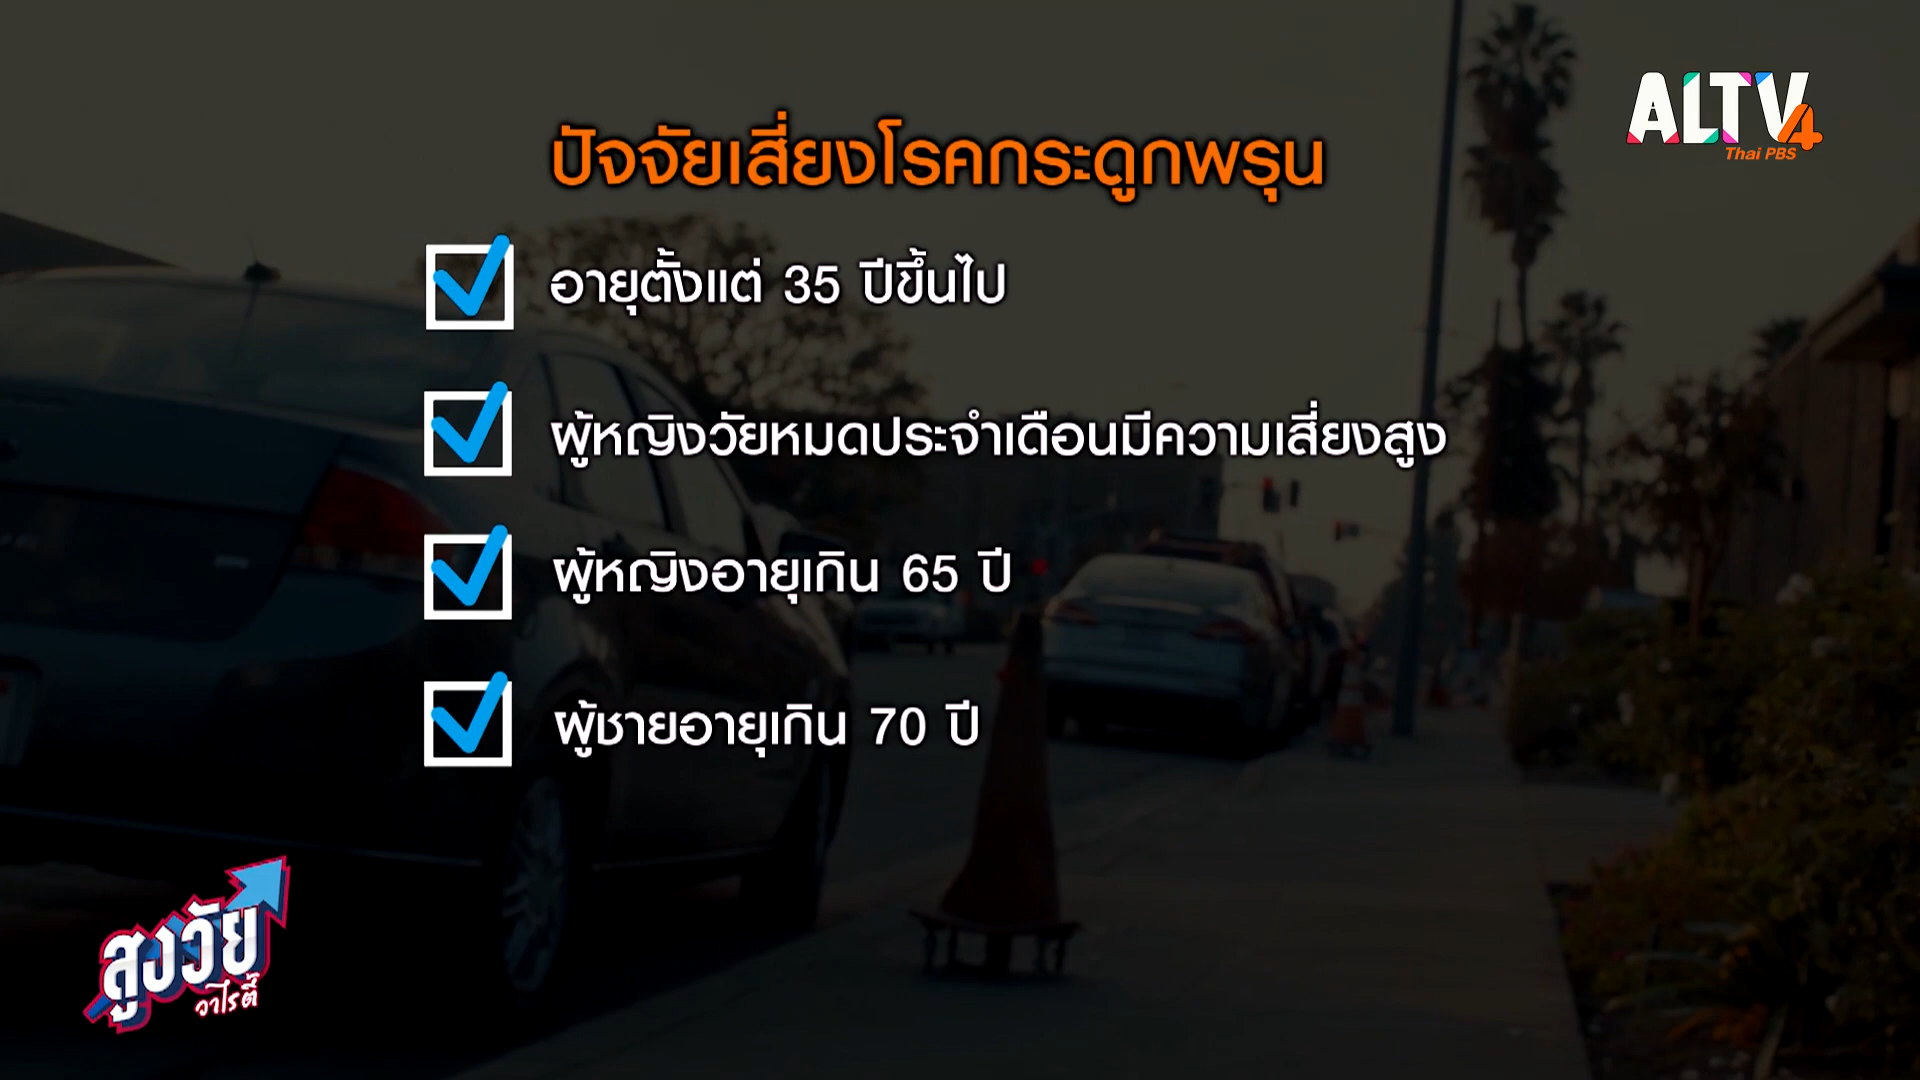 ALTV4
Thai PBS
ปัจจัยเสี่ยงโรคกระดูกพรุน
อายุตั้งแต่ 35 ปีขึ้นไป
ผู้หญิงวัยหมดประจำเดือนมีความเสี่ยงสูง
ผู้หญิงอายุเกิน 65 ปี
ผู้ชายอายุเกิน 70 ปี
สูงวัย
วาไรตี้